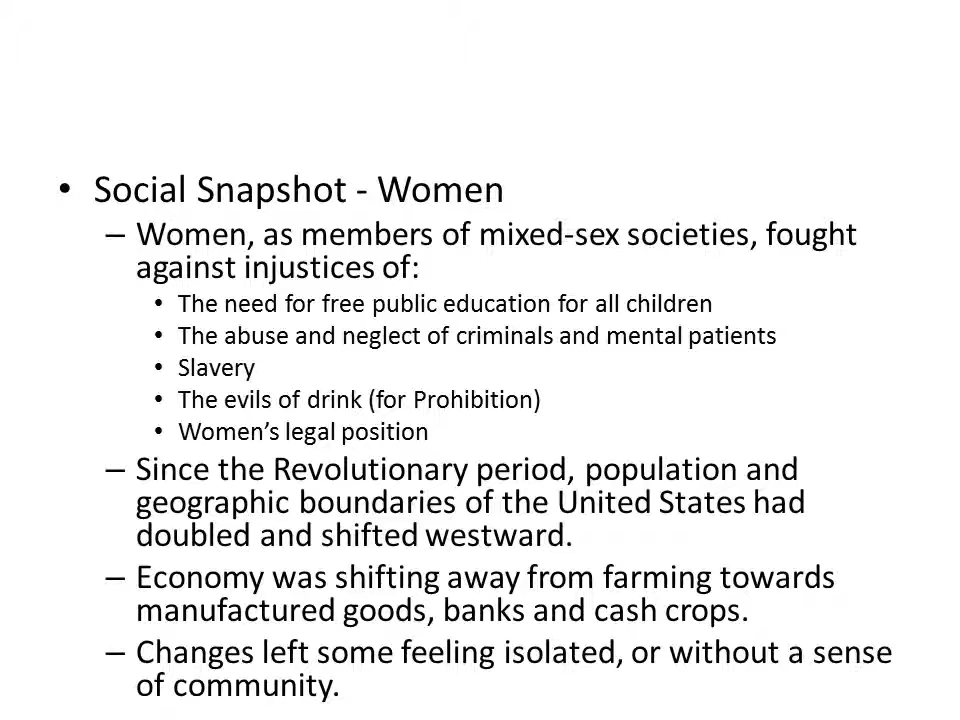 • Social Snapshot - Women
– Women, as members of mixed-sex societies, fought
against injustices of:
• The need for free public education for all children
• The abuse and neglect of criminals and mental patients
• Slavery
• The evils of drink (for Prohibition)
• Women’s legal position
– Since the Revolutionary period, population and
geographic boundaries of the United States had
doubled and shifted westward.
– Economy was shifting away from farming towards
manufactured goods, banks and cash crops.
– Changes left some feeling isolated, or without a sense
of community.